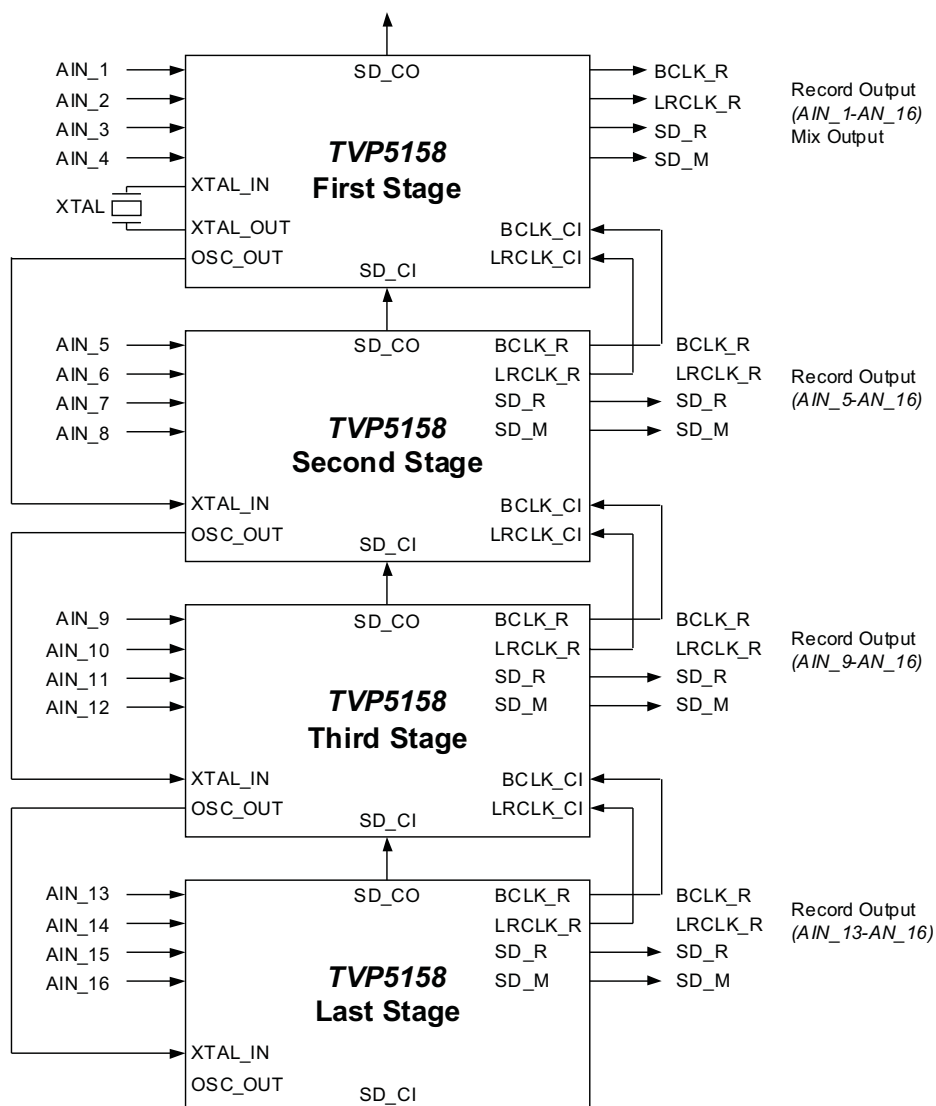 SD_CO
AIN_1
AIN_2
AIN_3
AIN_4
XTAL
XTAL_IN
XTAL_OUT
OSC_OUT
TVP5158
First Stage
SD_CI
BCLK_CI
LRCLK_CI
BCLK_R
LRCLK_R
SD_R
SD_M
Record Output
(AIN_1-AN_16)
Mix Output
SD_CO
AIN_5
AIN_6
AIN_7
AIN_8
XTAL_IN
OSC_OUT
TVP5158
Second Stage
SD_CI
BCLK_R
LRCLK_R
SD_R
SD_M
BCLK_CI
LRCLK_CI
BCLK_R
LRCLK_R
SD_R
SD_M
Record Output
(AIN_5-AN_16)
SD_CO
AIN_9
AIN_10
AIN_11
AIN_12
XTAL_IN
OSC_OUT
TVP5158
Third Stage
SD_CI
BCLK_R
LRCLK_R
SD_R
SD_M
BCLK_CI
LRCLK_CI
BCLK_R
LRCLK_R
SD_R
SD_M
Record Output
(AIN_9-AN_16)
SD_CO
AIN_13
AIN_14
AIN_15
AIN_16
XTAL_IN
OSC_OUT
TVP5158
Last Stage
SD_CI
BCLK_R
LRCLK_R
SD_R
SD_M
BCLK_R
LRCLK_R
SD_R
SD_M
Record Output
(AIN_13-AN_16)